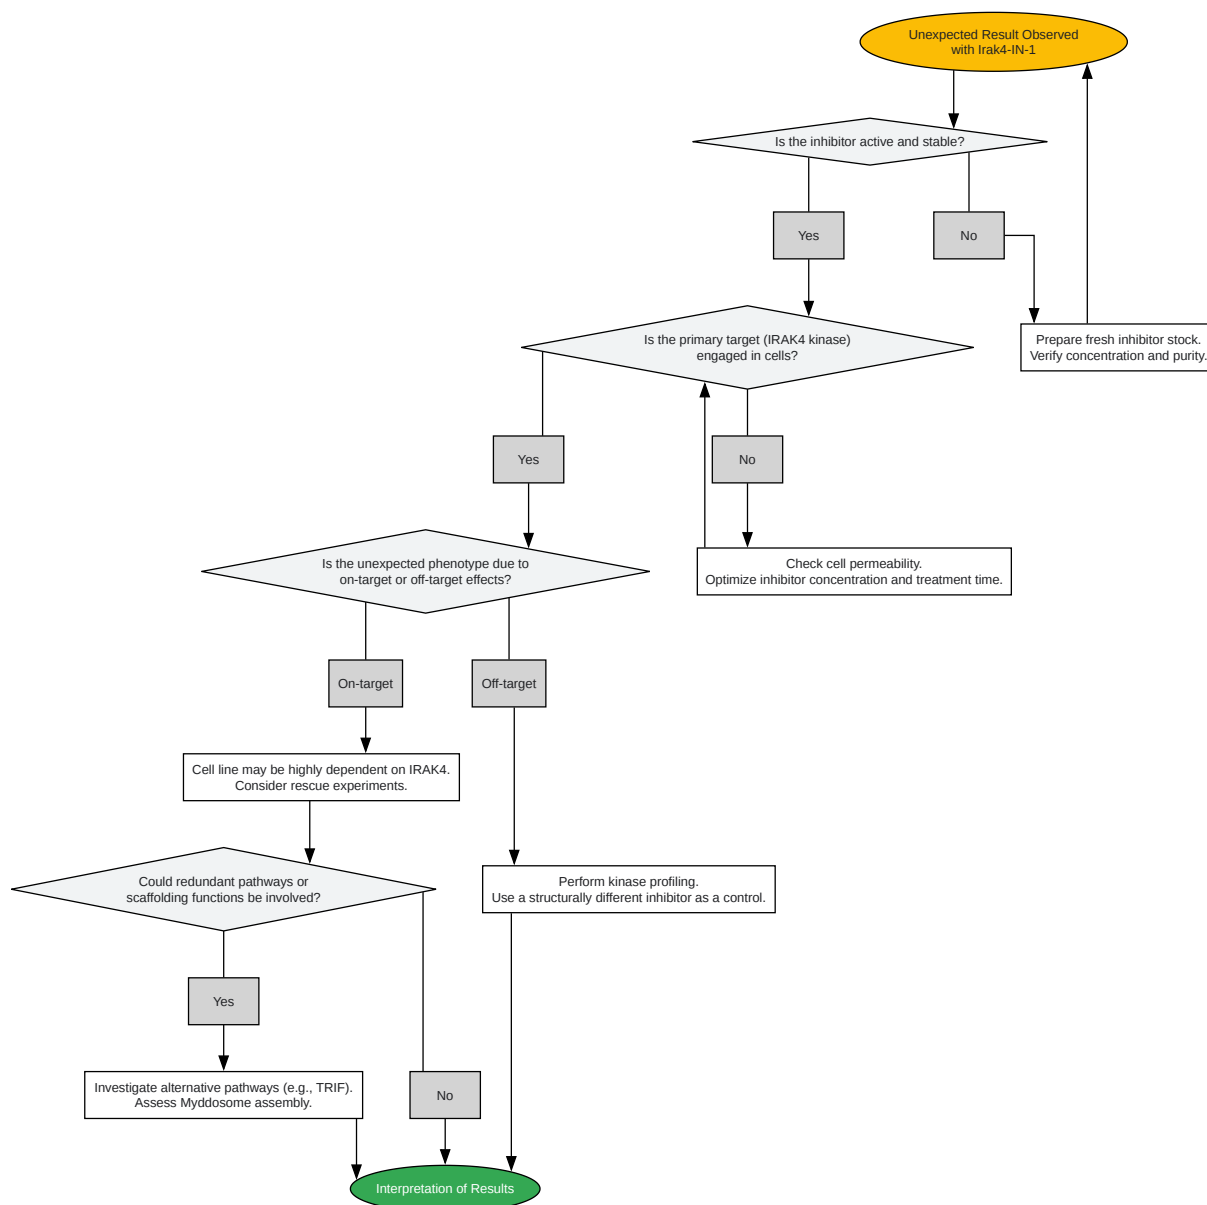 Unexpected Result Observed
with Irak4-IN-1
Is the inhibitor active and stable?
Yes
No
Prepare fresh inhibitor stock.
Verify concentration and purity.
Is the primary target (IRAK4 kinase)
engaged in cells?
Yes
No
Check cell permeability.
Optimize inhibitor concentration and treatment time.
Is the unexpected phenotype due to
on-target or off-target effects?
On-target
Off-target
Cell line may be highly dependent on IRAK4.
Consider rescue experiments.
Could redundant pathways or
scaffolding functions be involved?
Perform kinase profiling.
Use a structurally different inhibitor as a control.
Yes
Investigate alternative pathways (e.g., TRIF).
Assess Myddosome assembly.
No
Interpretation of Results